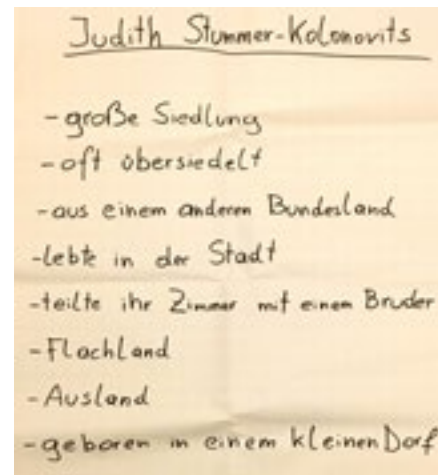 Judith Stummer-Kolonovits
- große Siedlung
- oft übersiedelt
- aus einem anderen Bundesland
- lebte in der Stadt
- teilte ihr Zimmer mit einem Bruder
- Flachland
- Ausland
- geboren in einem kleinen Dorf